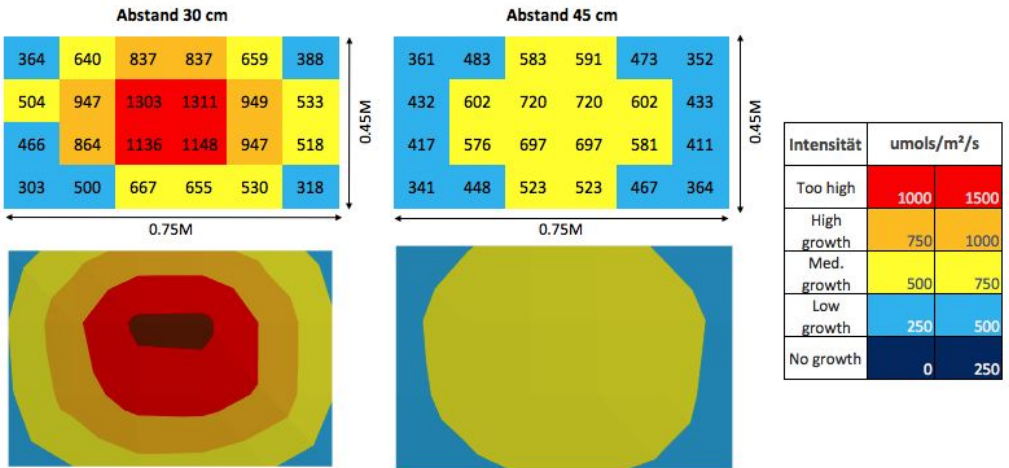 Abstand 30 cm
364 640 837 837 659 388
504 947 1303 1311 949 533
466 864 1136 1148 947 518
303 500 667 655 530 318
0.45M
0.75M
Abstand 45 cm
361 483 583 591 473 352
432 602 720 720 602 433
417 576 697 697 581 411
341 448 523 523 467 364
0.45M
0.75M
Intensität umols/m²/s
Too high 1000 1500
High
growth 750 1000
Med.
growth 500 750
Low
growth 250 500
No growth 0 250